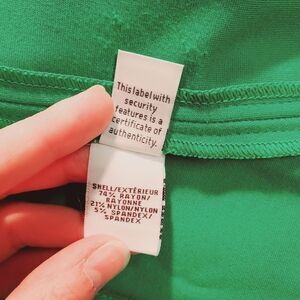 This label with
security
features is a
certificate of
authenticity.
SHELL/EXTÉRIEUR
74% RAYON/
RAYONNE
21% NYLON/NYLON
5% SPANDEX/
SPANDEX